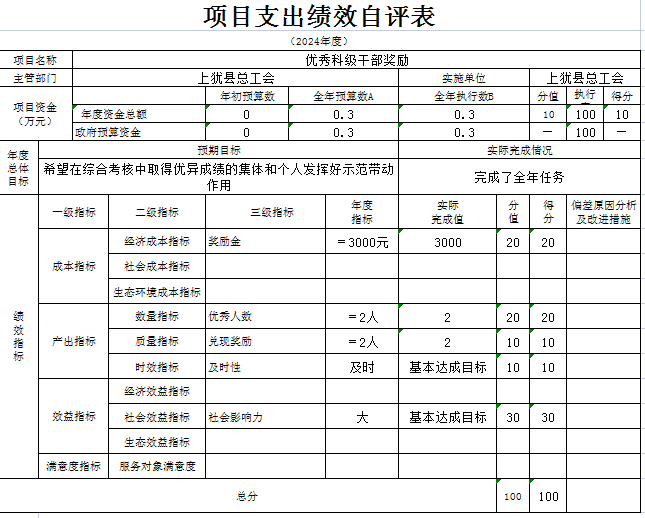 项目支出绩效自评表
（2024年度）
项目名称 优秀科级干部奖励
主管部门 上犹县总工会 实施单位 上犹县总工会
项目资金（万元） 年初预算数 全年预算数A 全年执行数B 分值 执行 得分
年度资金总额 0 0.3 0.3 10 100 10
政府预算资金 0 0.3 0.3 — 100 —
年度总体目标 预期目标 实际完成情况
希望在综合考核中取得优异成绩的集体和个人发挥好示范带动
作用
完成了全年任务
绩效指标 一级指标 二级指标 三级指标 年度指标 实际完成值 分值 得分 偏差原因分析及改进措施
成本指标 经济成本指标 奖励金 ＝3000元 3000 20 20
社会成本指标
生态环境成本指标
产出指标 数量指标 优秀人数 ＝2人 2 20 20
质量指标 兑现奖励 ＝2人 2 10 10
时效指标 及时性 及时 基本达成目标 10 10
效益指标 经济效益指标
社会效益指标 社会影响力 大 基本达成目标 30 30
生态效益指标
满意度指标 服务对象满意度
总分 100 100